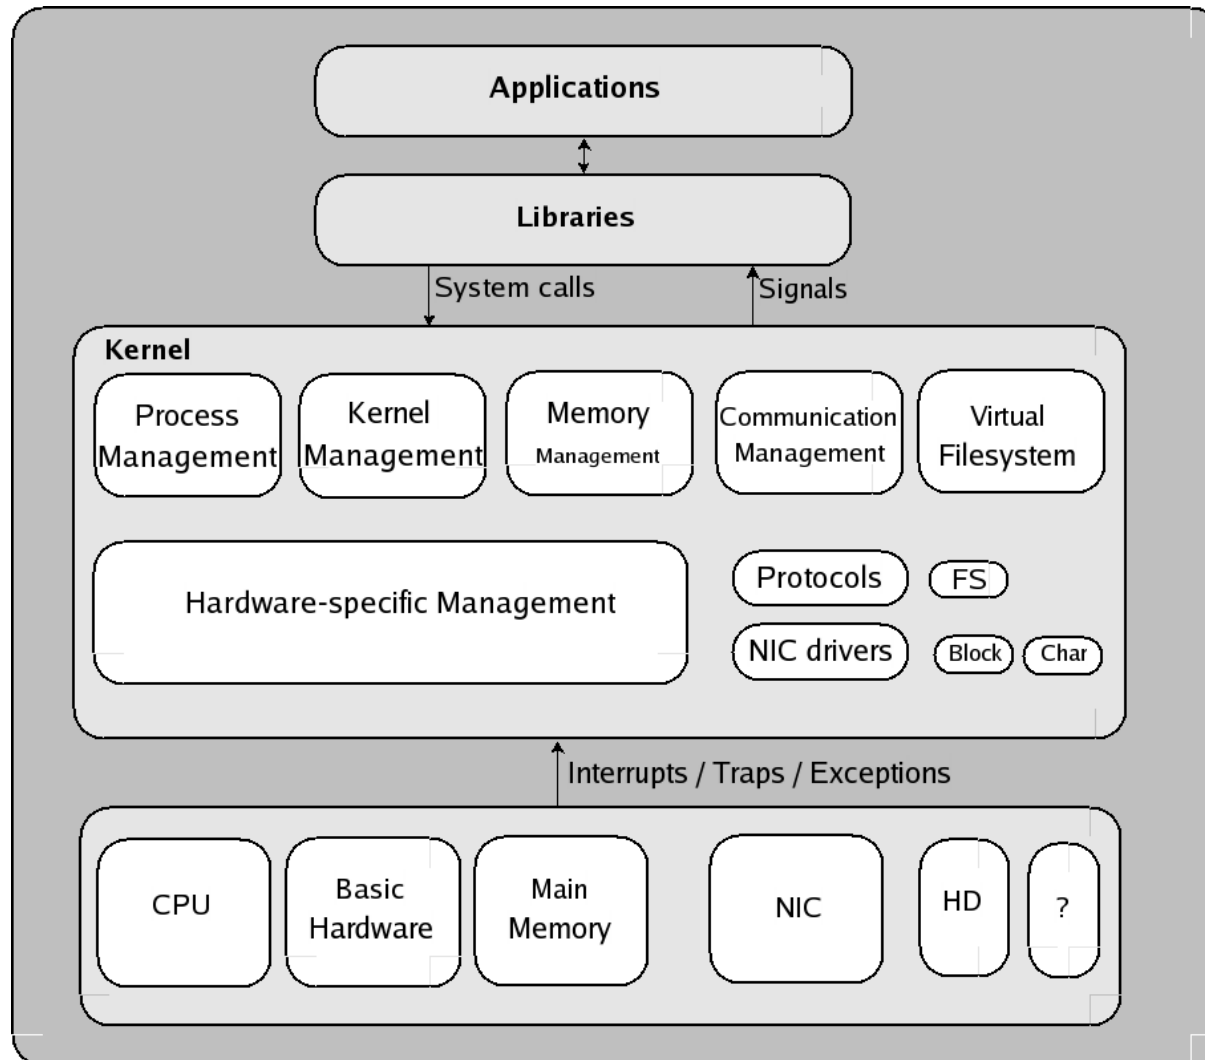 Applications
Libraries
System calls
Signals
Kernel
Process
Management
Kernel
Management
Memory
Management
Communication
Management
Virtual
Filesystem
Hardware-specific Management
Protocols
FS
NIC drivers
Block
Char
Interrupts / Traps / Exceptions
CPU
Basic
Hardware
Main
Memory
NIC
HD
?